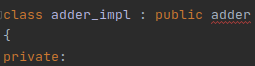 class adder_impl : public adder
{
private: